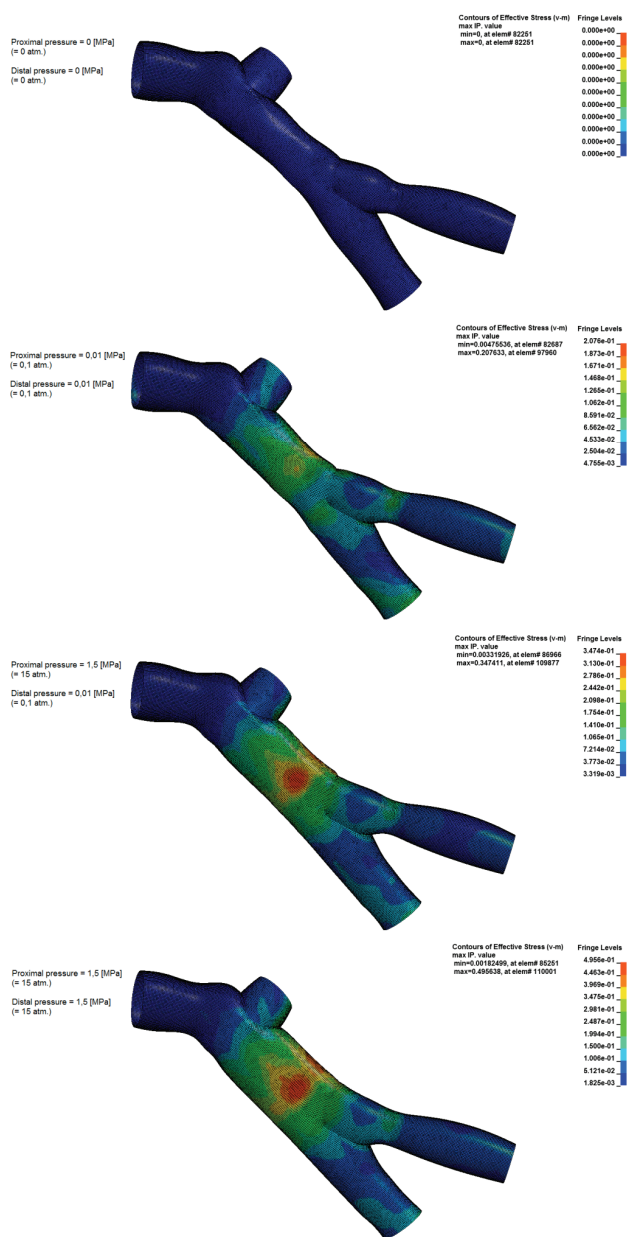 Proximal pressure = 0 [MPa]
(= 0 atm.)
Distal pressure = 0 [MPa]
(= 0 atm.)
Contours of Effective Stress (v-m)
max IP. value
min=0, at elem# 82251
max=0, at elem# 82251
Fringe Levels
0.000e+00
0.000e+00
0.000e+00
0.000e+00
0.000e+00
0.000e+00
0.000e+00
0.000e+00
0.000e+00
0.000e+00
0.000e+00
Proximal pressure = 0,01 [MPa]
(= 0,1 atm.)
Distal pressure = 0,01 [MPa]
(= 0,1 atm.)
Contours of Effective Stress (v-m)
max IP. value
min=0.00475536, at elem# 82687
max=0.207633, at elem# 97960
Fringe Levels
2.076e-01
1.873e-01
1.671e-01
1.468e-01
1.265e-01
1.062e-01
8.591e-02
6.562e-02
4.533e-02
2.504e-02
4.755e-03
Proximal pressure = 1,5 [MPa]
(= 15 atm.)
Distal pressure = 0,01 [MPa]
(= 0,1 atm.)
Contours of Effective Stress (v-m)
max IP. value
min=0.00331926, at elem# 86966
max=0.347411, at elem# 109877
Fringe Levels
3.474e-01
3.130e-01
2.786e-01
2.442e-01
2.098e-01
1.754e-01
1.410e-01
1.065e-01
7.214e-02
3.773e-02
3.319e-03
Proximal pressure = 1,5 [MPa]
(= 15 atm.)
Distal pressure = 1,5 [MPa]
(= 15 atm.)
Contours of Effective Stress (v-m)
max IP. value
min=0.00182499, at elem# 85251
max=0.495638, at elem# 110001
Fringe Levels
4.956e-01
4.463e-01
3.969e-01
3.475e-01
2.981e-01
2.487e-01
1.994e-01
1.500e-01
1.006e-01
5.121e-02
1.825e-03